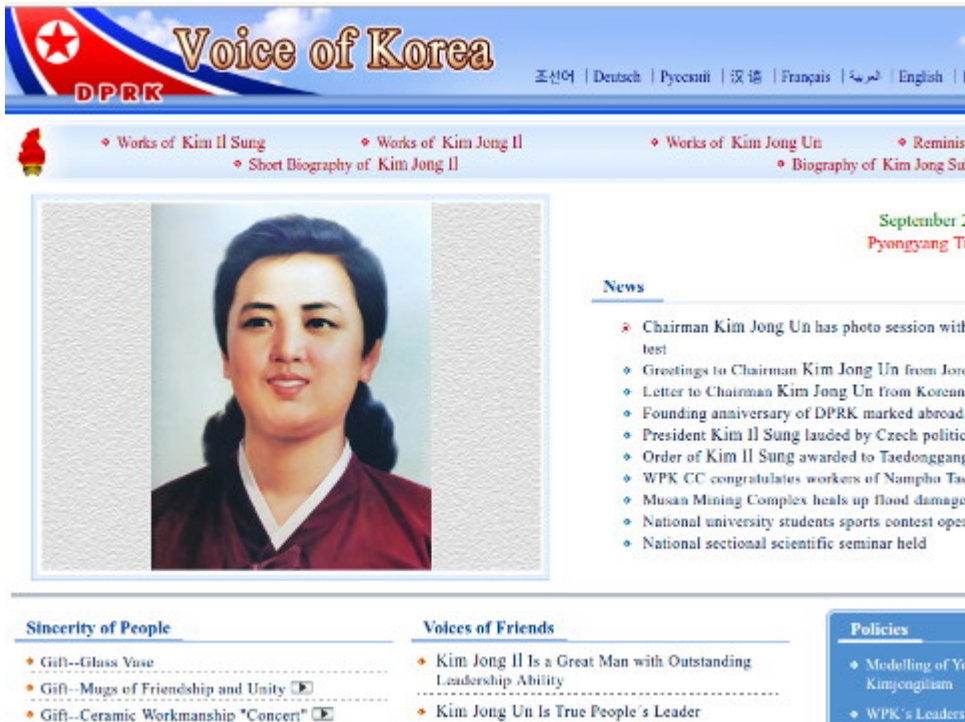 Voice of Korea
DPRK
조선어 | Deutsch | Русский | 汉语 | Français | العربية | English |
Works of Kim Il Sung
Works of Kim Jong Il
Works of Kim Jong Un
Short Biography of Kim Jong Il
Biography of Kim Jong
September
Pyongyang
News
Chairman Kim Jong Un has photo session with
test
Greetings to Chairman Kim Jong Un from
Letter to Chairman Kim Jong Un from Korean
Founding anniversary of DPRK marked abroad
President Kim Il Sung lauded by Czech
Order of Kim Il Sung awarded to
WPK CC congratulates workers of Nampho
Musan Mining Complex heals up flood damage
National university students sports contest
National sectional scientific seminar held
Sincerity of People
Gift--Glass Vase
Gift--Mugs of Friendship and Unity
Gift--Ceramic Workmanship "Concert"
Voices of Friends
Kim Jong Il Is a Great Man with Outstanding
Leadership Ability
Kim Jong Un Is True People's Leader
Policies
Modelling of
Kimjongilism
WPK's